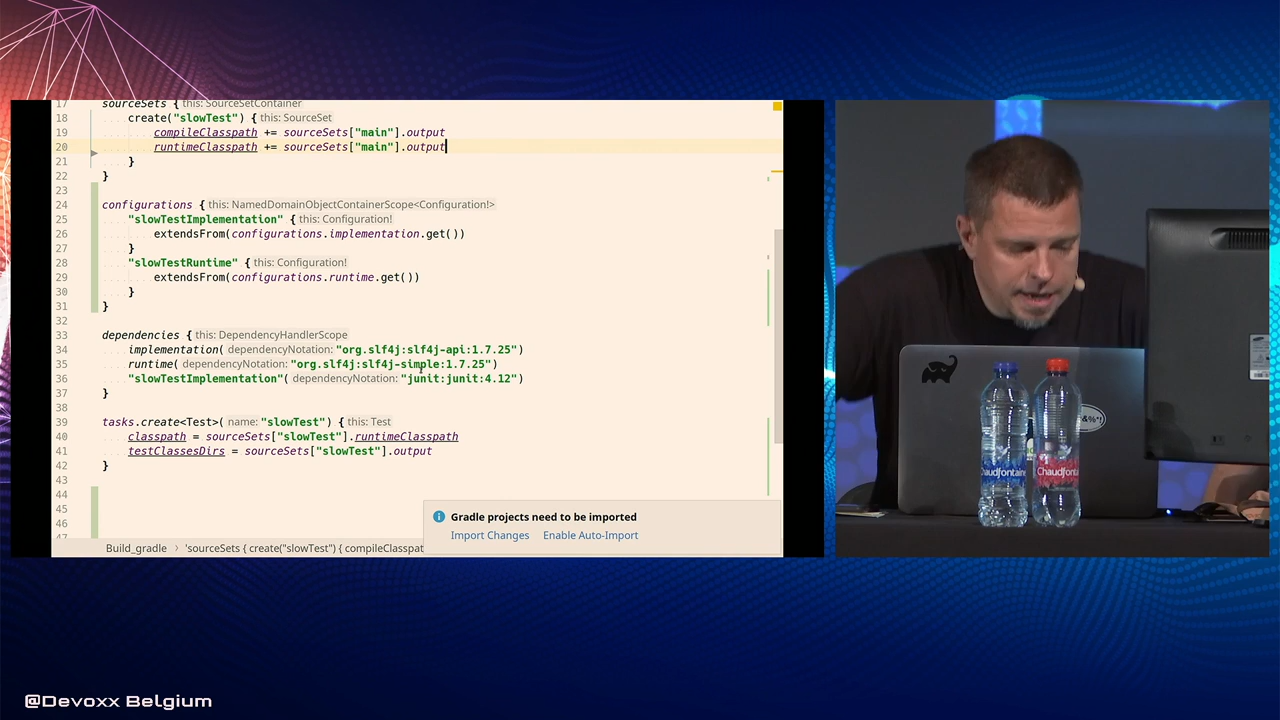 17 sourceSets { this: SourceSetContainer
18 create("slowTest") { this: SourceSet
19 compileClasspath += sourceSets["main"].output
20 runtimeClasspath += sourceSets["main"].output
21 }
22 }
23
24 configurations { this: NamedDomainObjectContainerScope<Configuration!>
25 "slowTestImplementation" { this: Configuration!
26 extendsFrom(configurations.implementation.get())
27 }
28 "slowTestRuntime" { this: Configuration!
29 extendsFrom(configurations.runtime.get())
30 }
31 }
32
33 dependencies { this: DependencyHandlerScope
34 implementation( dependencyNotation: "org.slf4j:slf4j-api:1.7.25")
35 runtime( dependencyNotation: "org.slf4j:slf4j-simple:1.7.25")
36 "slowTestImplementation"( dependencyNotation: "junit:junit:4.12")
37 }
38
39 tasks.create<Test>( name: "slowTest") { this: Test
40 classpath = sourceSets["slowTest"].runtimeClasspath
41 testClassesDirs = sourceSets["slowTest"].output
42 }
43
44
45
46
47
Gradle projects need to be imported
Import Changes Enable Auto-Import
Build_gradle › 'sourceSets { create("slowTest") { compileClasspat
&%*!
Chaudfontain
Chaudfonta
@Devoxx Belgium